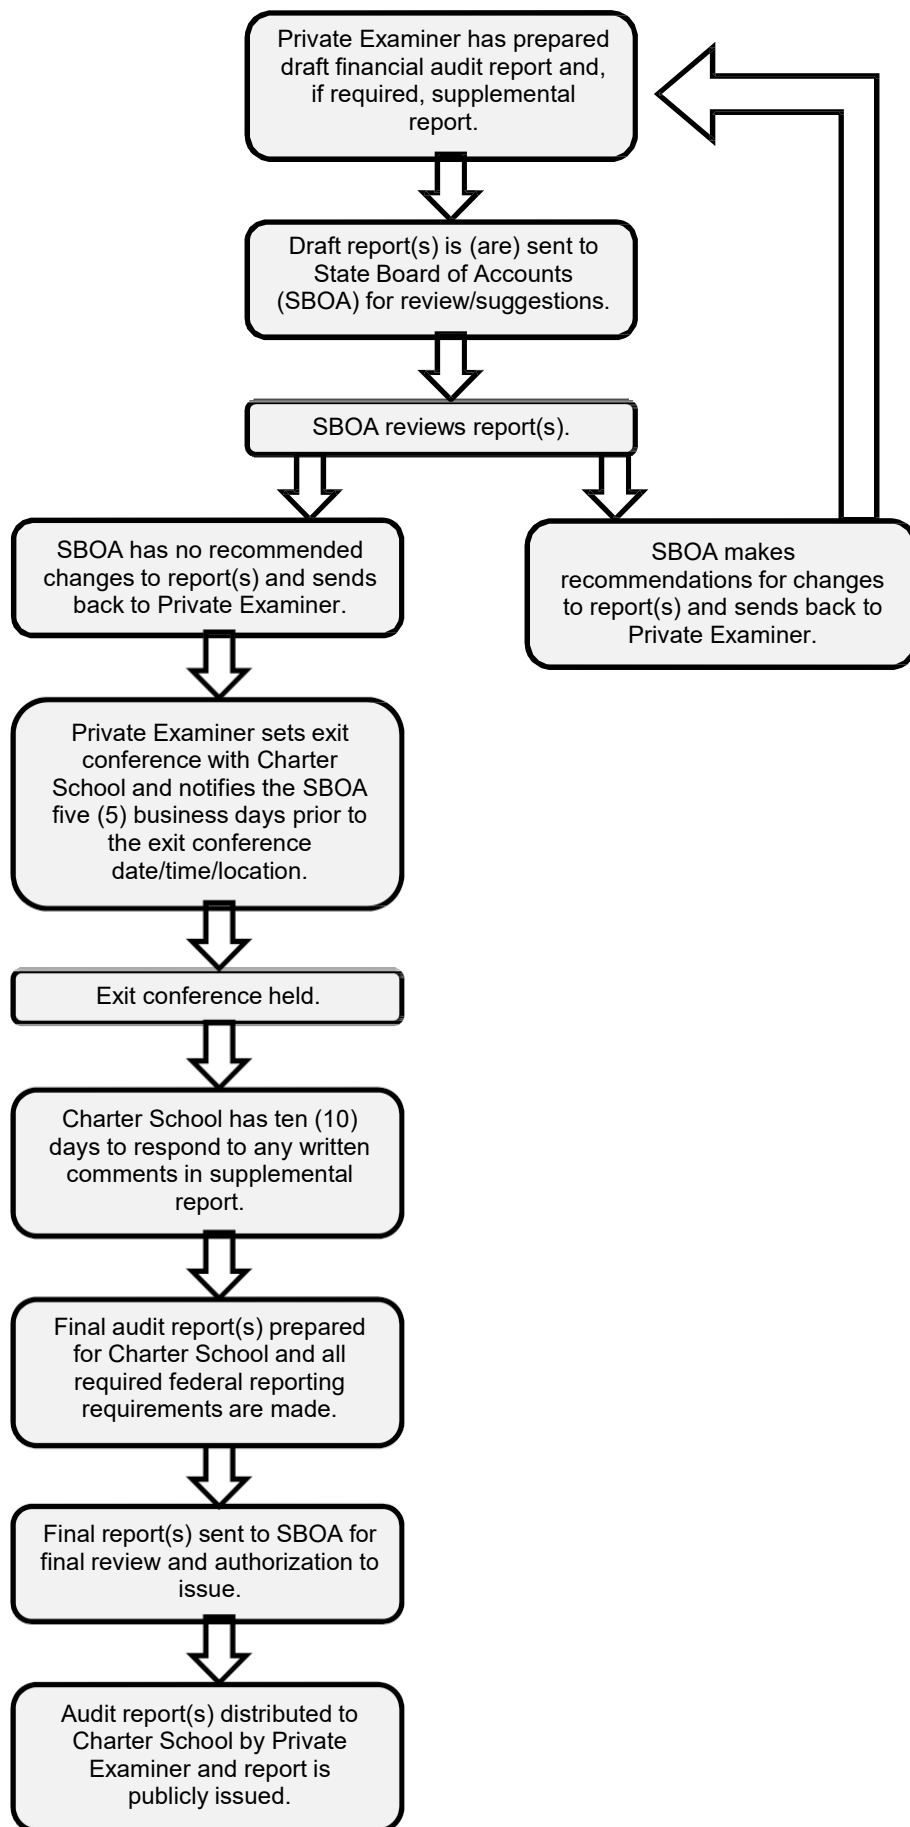 Private Examiner has prepared
draft financial audit report and,
if required, supplemental
report.
Draft report(s) is (are) sent to
State Board of Accounts
(SBOA) for review/suggestions.
SBOA reviews report(s).
SBOA has no recommended
changes to report(s) and sends
back to Private Examiner.
SBOA makes
recommendations for changes
to report(s) and sends back to
Private Examiner.
Private Examiner sets exit
conference with Charter
School and notifies the SBOA
five (5) business days prior to
the exit conference
date/time/location.
Exit conference held.
Charter School has ten (10)
days to respond to any written
comments in supplemental
report.
Final audit report(s) prepared
for Charter School and all
required federal reporting
requirements are made.
Final report(s) sent to SBOA for
final review and authorization to
issue.
Audit report(s) distributed to
Charter School by Private
Examiner and report is
publicly issued.